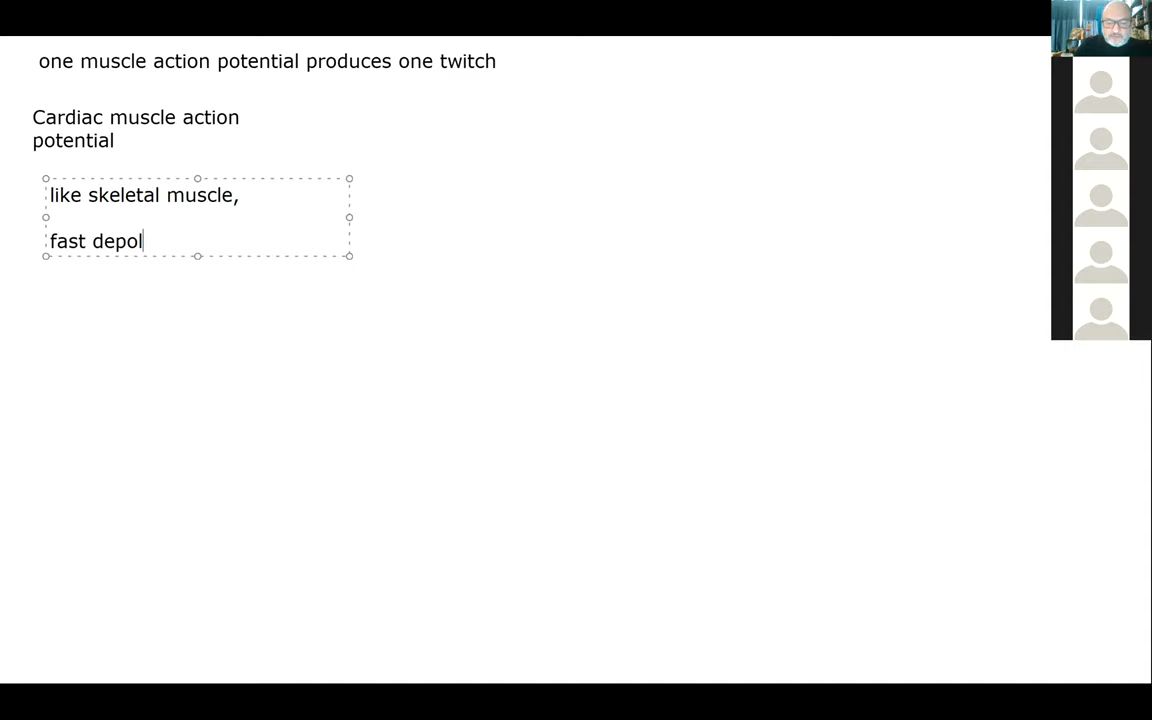 one muscle action potential produces one twitch
Cardiac muscle action
potential
like skeletal muscle,
fast depol